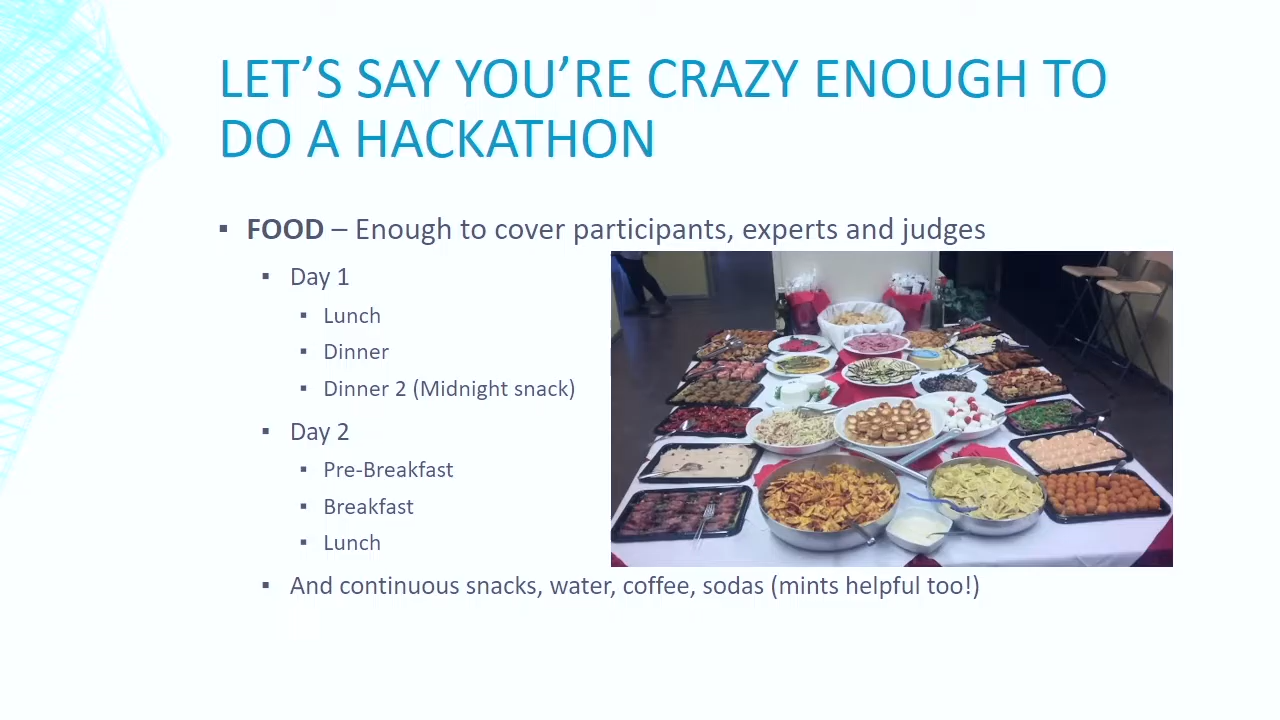 LET’S SAY YOU’RE CRAZY ENOUGH TO
DO A HACKATHON
▪ FOOD – Enough to cover participants, experts and judges
▪ Day 1
▪ Lunch
▪ Dinner
▪ Dinner 2 (Midnight snack)
▪ Day 2
▪ Pre-Breakfast
▪ Breakfast
▪ Lunch
▪ And continuous snacks, water, coffee, sodas (mints helpful too!)